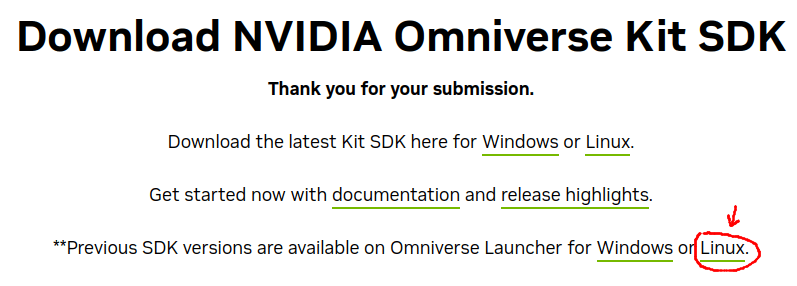 Download NVIDIA Omniverse Kit SDK
Thank you for your submission.
Download the latest Kit SDK here for Windows or Linux.
Get started now with documentation and release highlights.
**Previous SDK versions are available on Omniverse Launcher for Windows or Linux.